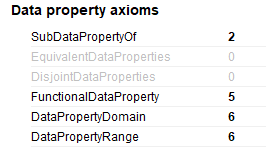 Data property axioms
SubDataPropertyOf 2
EquivalentDataProperties 0
DisjointDataProperties 0
FunctionalDataProperty 5
DataPropertyDomain 6
DataPropertyRange 6